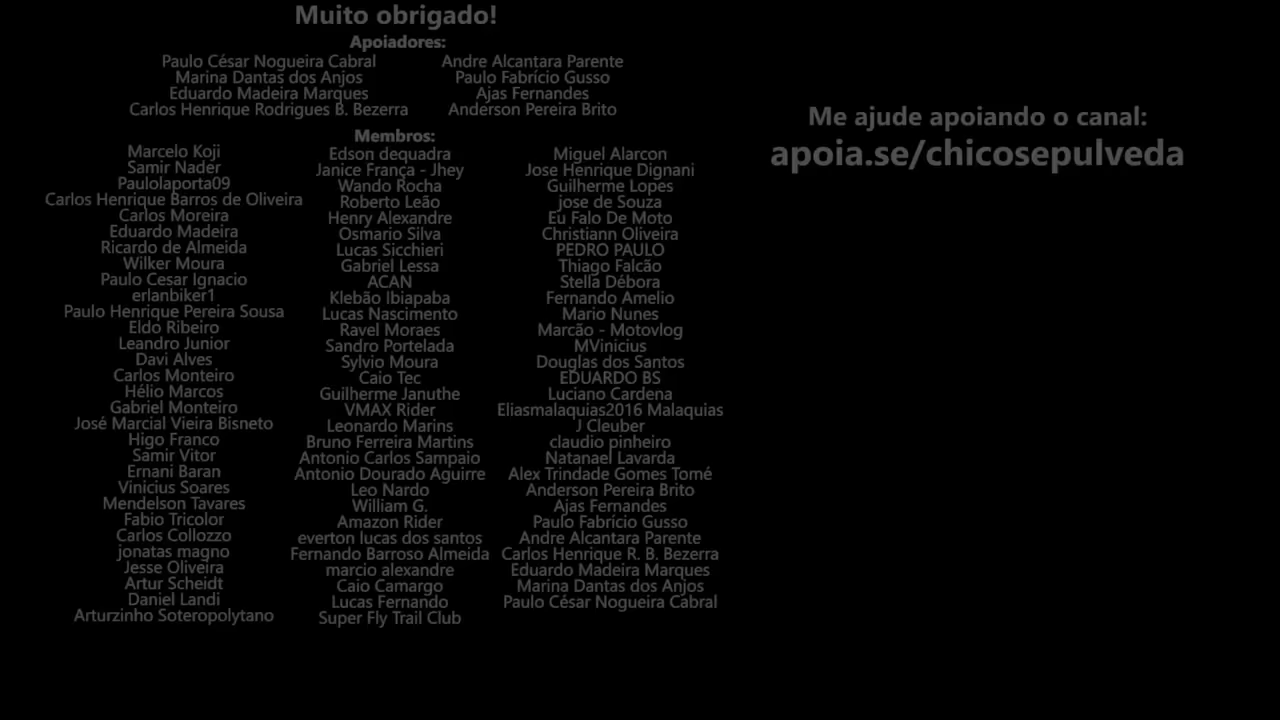 Muito obrigado!
Apoiadores:
Paulo César Nogueira Cabral
Marina Dantas dos Anjos
Eduardo Madeira Marques
Carlos Henrique Rodrigues B. Bezerra
Andre Alcantara Parente
Paulo Fabrício Gusso
Ajas Fernandes
Anderson Pereira Brito
Membros:
Marcelo Koji
Samir Nader
Paulolaporta09
Carlos Henrique Barros de Oliveira
Carlos Moreira
Eduardo Madeira
Ricardo de Almeida
Wilker Moura
Paulo Cesar Ignacio
erlanbiker1
Paulo Henrique Pereira Sousa
Eldo Ribeiro
Leandro Junior
Davi Alves
Carlos Monteiro
Hélio Marcos
Gabriel Monteiro
José Marcial Vieira Bisneto
Higo Franco
Samir Vitor
Ernani Baran
Vinicius Soares
Mendelson Tavares
Fabio Tricolor
Carlos Collozzo
jonatas magno
Jesse Oliveira
Artur Scheidt
Daniel Landi
Arturzinho Soteropolytano
Edson dequadra
Janice França - Jhey
Wando Rocha
Roberto Leão
Henry Alexandre
Osmario Silva
Lucas Sicchieri
Gabriel Lessa
ACAN
Klebão Ibiapaba
Lucas Nascimento
Ravel Moraes
Sandro Portelada
Sylvio Moura
Caio Tec
Guilherme Januthe
VMAX Rider
Leonardo Marins
Bruno Ferreira Martins
Antonio Carlos Sampaio
Antonio Dourado Aguirre
Leo Nardo
William G.
Amazon Rider
everton lucas dos santos
Fernando Barroso Almeida
marcio alexandre
Caio Camargo
Lucas Fernando
Super Fly Trail Club
Miguel Alarcon
Jose Henrique Dignani
Guilherme Lopes
jose de Souza
Eu Falo De Moto
Christiann Oliveira
PEDRO PAULO
Thiago Falcão
Stella Débora
Fernando Amelio
Mario Nunes
Marcão - Motovlog
MVinicius
Douglas dos Santos
EDUARDO BS
Luciano Cardena
Eliasmalaquias2016 Malaquias
J Cleuber
claudio pinheiro
Natanael Lavarda
Alex Trindade Gomes Tomé
Anderson Pereira Brito
Ajas Fernandes
Paulo Fabrício Gusso
Andre Alcantara Parente
Carlos Henrique R. B. Bezerra
Eduardo Madeira Marques
Marina Dantas dos Anjos
Paulo César Nogueira Cabral
Me ajude apoiando o canal:
apoia.se/chicosepulveda